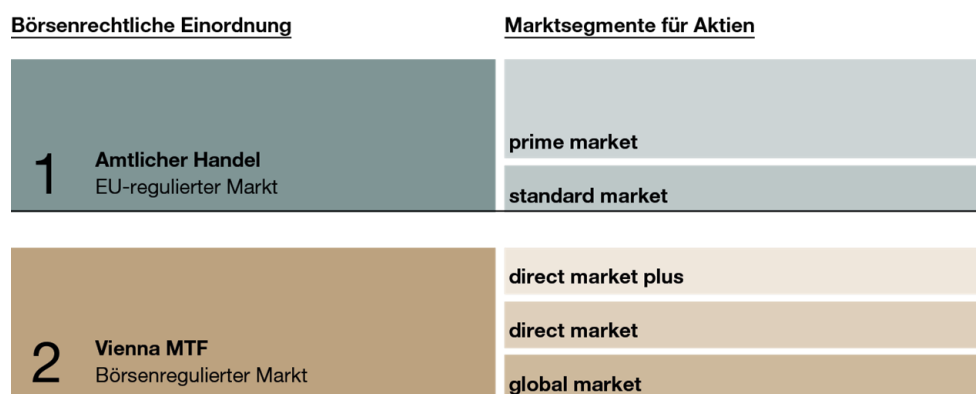 Börsenrechtliche Einordnung
Marktsegmente für Aktien
1
Amtlicher Handel
EU-regulierter Markt
prime market
standard market
2
Vienna MTF
Börsenregulierter Markt
direct market plus
direct market
global market